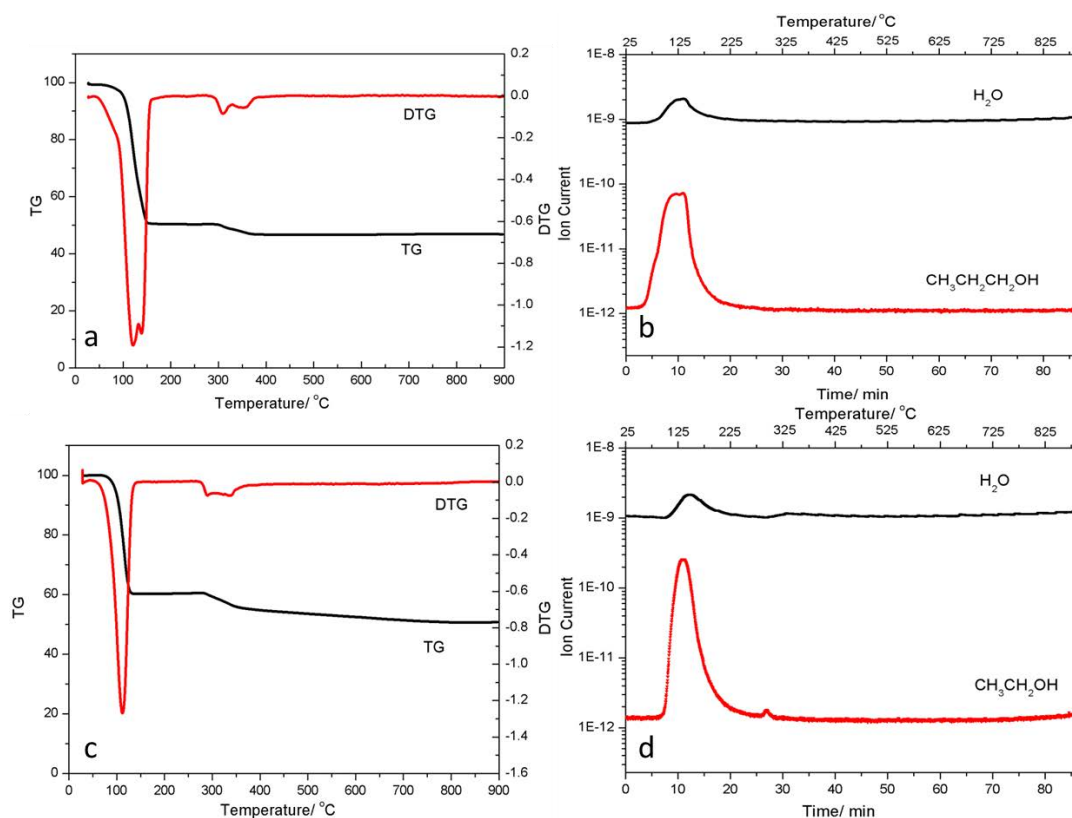 Temperature/ °C
25 125 225 325 425 525 625 725 825
0.2
0.0
-0.2
-0.4
-0.6
-0.8
-1.0
-1.2
DTG
100
80
60
40
20
0
TG
DTG
TG
a
0 100 200 300 400 500 600 700 800 900
Temperature/ °C
1E-8
1E-9
1E-10
1E-11
1E-12
Ion Current
H₂O
CH₃CH₂CH₂OH
b
0 10 20 30 40 50 60 70 80
Time/ min
Temperature/ °C
25 125 225 325 425 525 625 725 825
0.2
0.0
-0.2
-0.4
-0.6
-0.8
-1.0
-1.2
-1.4
-1.6
DTG
100
80
60
40
20
0
TG
DTG
TG
c
0 100 200 300 400 500 600 700 800 900
Temperature/ °C
1E-8
1E-9
1E-10
1E-11
1E-12
Ion Current
H₂O
CH₃CH₂OH
d
0 10 20 30 40 50 60 70 80
Time/ min